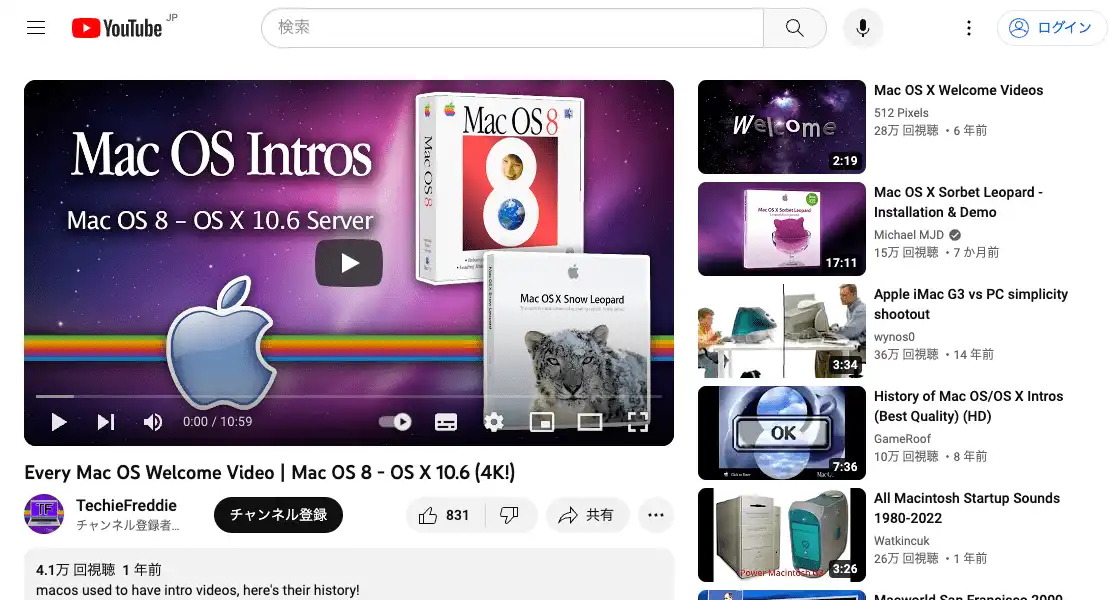 YouTube JP
検索
ログイン
Mac OS Intros
Mac OS 8 – OS X 10.6 Server
Mac OS 8
Mac OS 8
Mac OS X Snow Leopard
0:00 / 10:59
Every Mac OS Welcome Video | Mac OS 8 - OS X 10.6 (4K!)
TF
TechieFreddie
チャンネル登録者...
チャンネル登録
831
共有
4.1万 回視聴 1 年前
macos used to have intro videos, here's their history!
Welcome
2:19
Mac OS X Welcome Videos
512 Pixels
28万 回視聴 ・6 年前
Mac OS X Sorbet Leopard
17:11
Mac OS X Sorbet Leopard -
Installation & Demo
Michael MJD
15万 回視聴 ・7 か月前
3:34
Apple iMac G3 vs PC simplicity
shootout
wynos0
36万 回視聴 ・14 年前
OK
7:36
History of Mac OS/OS X Intros
(Best Quality) (HD)
GameRoof
10万 回視聴 ・8 年前
Power Macintosh G3
3:26
All Macintosh Startup Sounds
1980-2022
Watkincuk
26万 回視聴 ・1 年前
Macworld San Francisco 2000